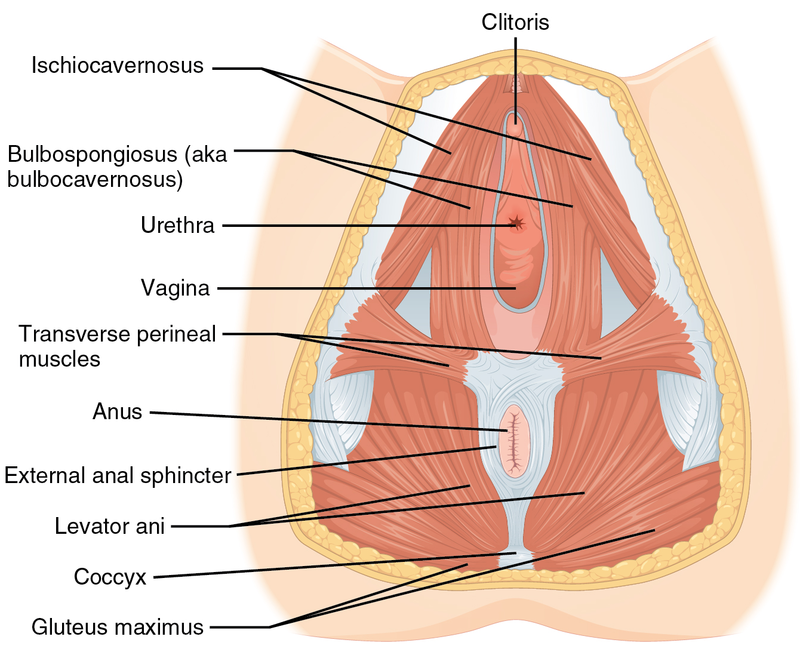 Clitoris
Ischiocavernosus
Bulbospongiosus (aka
bulbocavernosus)
Urethra
Vagina
Transverse perineal
muscles
Anus
External anal sphincter
Levator ani
Coccyx
Gluteus maximus